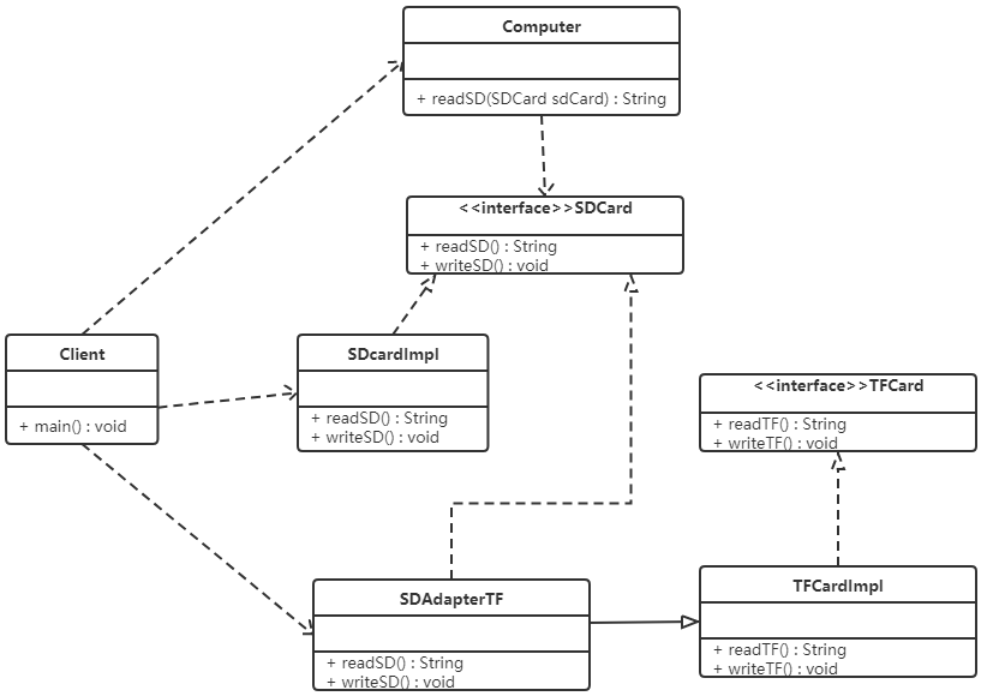 Computer
+ readSD(SDCard sdCard) : String
<<interface>>SDCard
+ readSD() : String
+ writeSD() : void
Client
+ main() : void
SDcardImpl
+ readSD() : String
+ writeSD() : void
<<interface>>TFCard
+ readTF() : String
+ writeTF() : void
SDAdapterTF
+ readSD() : String
+ writeSD() : void
TFCardImpl
+ readTF() : String
+ writeTF() : void